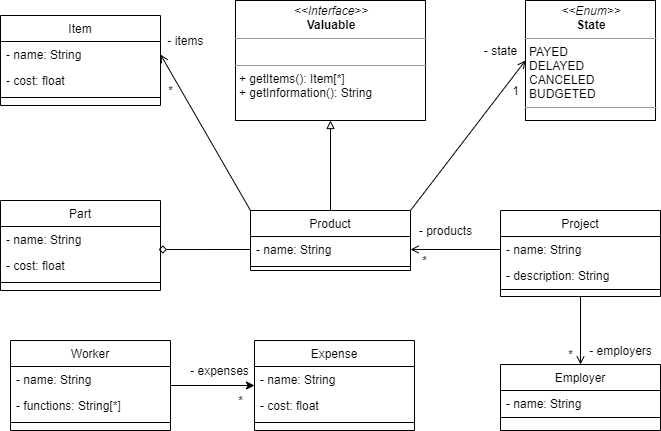 Item
- name: String
- cost: float
- items
*
<<Interface>>
Valuable
+ getItems(): Item[*]
+ getInformation(): String
<<Enum>>
State
PAYED
DELAYED
CANCELED
BUDGETED
- state
1
Part
- name: String
- cost: float
Product
- name: String
- products
*
Project
- name: String
- description: String
Worker
- name: String
- functions: String[*]
- expenses
*
Expense
- name: String
- cost: float
* - employers
Employer
- name: String